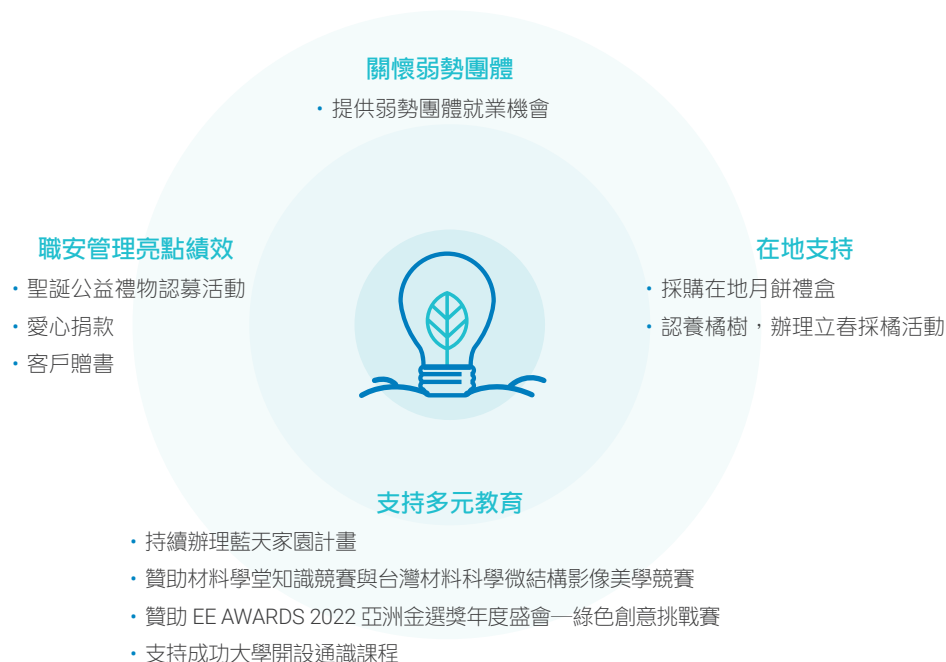 關懷弱勢團體
・提供弱勢團體就業機會
職安管理亮點績效
・聖誕公益禮物認募活動
・愛心捐款
・客戶贈書
在地支持
・採購在地月餅禮盒
・認養橘樹，辦理立春採橘活動
支持多元教育
・持續辦理藍天家園計畫
・贊助材料學堂知識競賽與台灣材料科學微結構影像美學競賽
・贊助 EE AWARDS 2022 亞洲金選獎年度盛會—綠色創意挑戰賽
・支持成功大學開設通識課程